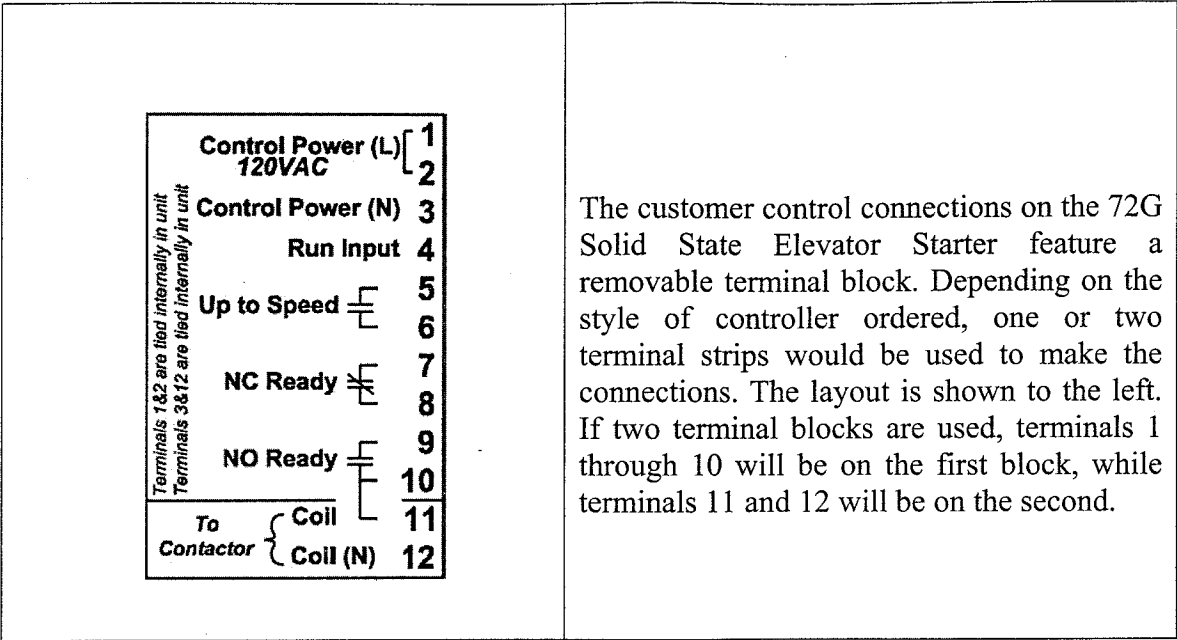 Control Power (L) 1
120VAC 2
Control Power (N) 3
Run Input 4
Up to Speed 5
6
NC Ready 7
8
NO Ready 9
10
To Contactor
Coil 11
Coil (N) 12
Terminals 1&2 are tied internally in unit
Terminals 3&12 are tied internally in unit
The customer control connections on the 72G
Solid State Elevator Starter feature a
removable terminal block. Depending on the
style of controller ordered, one or two
terminal strips would be used to make the
connections. The layout is shown to the left.
If two terminal blocks are used, terminals 1
through 10 will be on the first block, while
terminals 11 and 12 will be on the second.